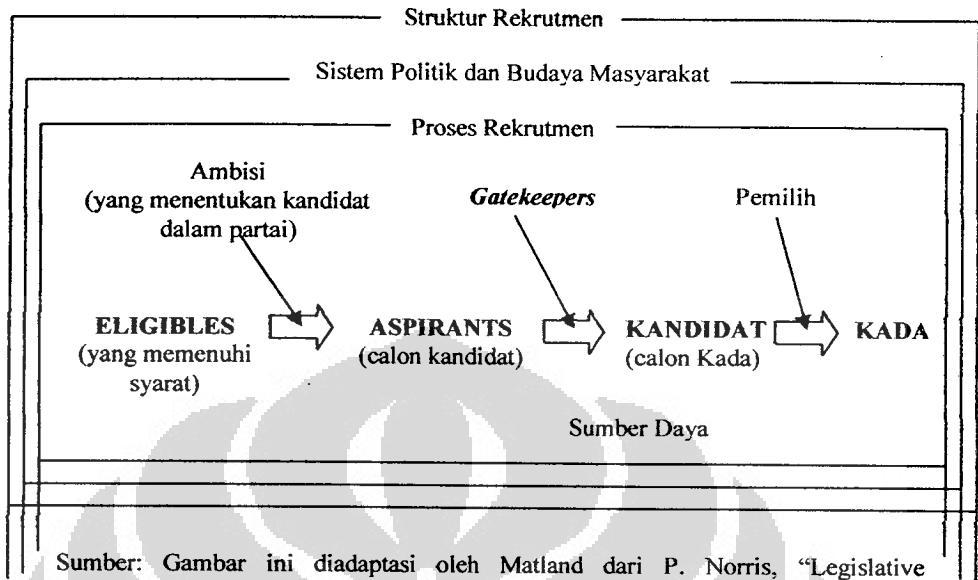 Struktur Rekrutmen
Sistem Politik dan Budaya Masyarakat
Proses Rekrutmen
Ambisi
(yang menentukan kandidat
dalam partai)
Gatekeepers
Pemilih
ELIGIBLES
(yang memenuhi
syarat)
ASPIRANTS
(calon kandidat)
KANDIDAT
(calon Kada)
KADA
Sumber Daya
Sumber: Gambar ini diadaptasi oleh Matland dari P. Norris, “Legislative